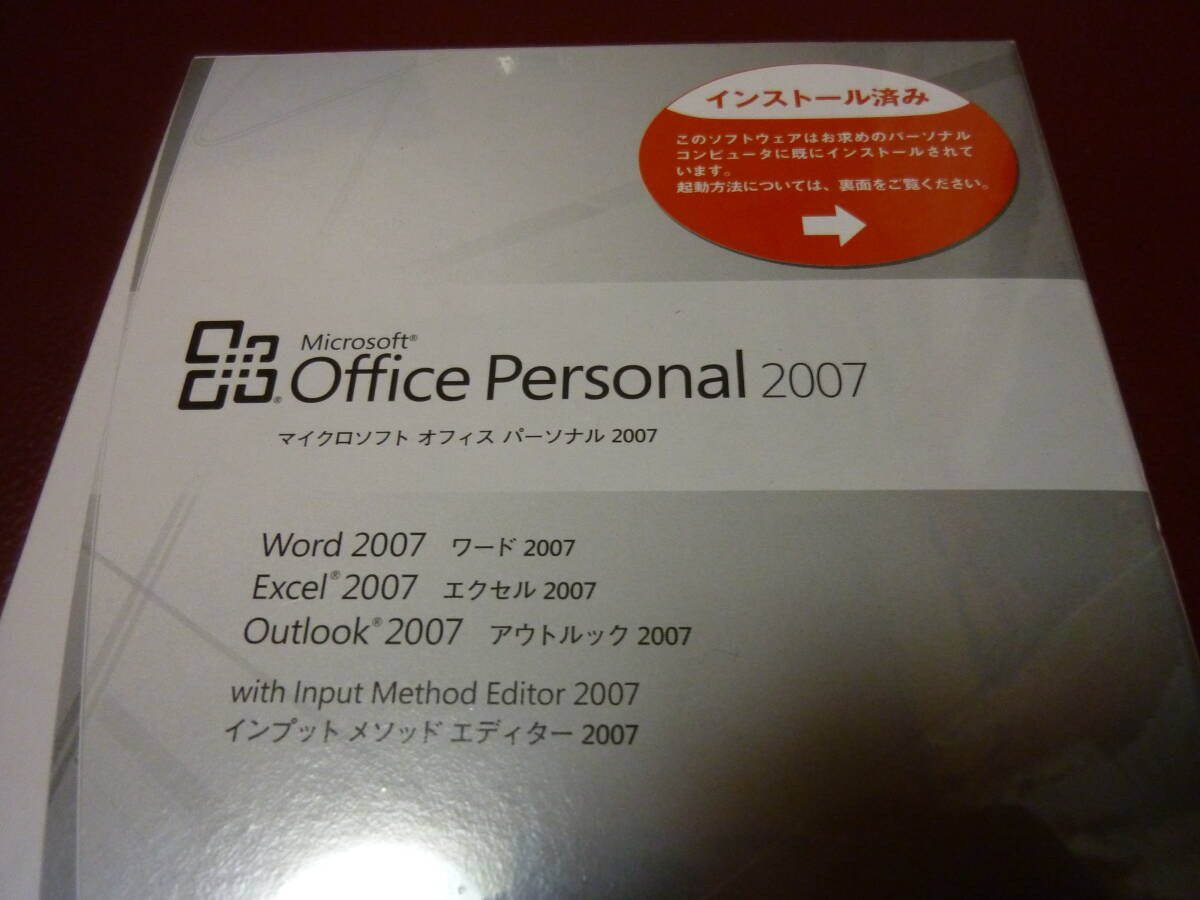 インストール済み
このソフトウェアはお求めのパーソナル
コンピュータに既にインストールされて
います。
起動方法については、裏面をご覧ください。
Microsoft®
Office Personal 2007
マイクロソフト オフィス パーソナル 2007
Word 2007 ワード 2007
Excel® 2007 エクセル 2007
Outlook® 2007 アウトルック 2007
with Input Method Editor 2007
インプット メソッド エディター 2007